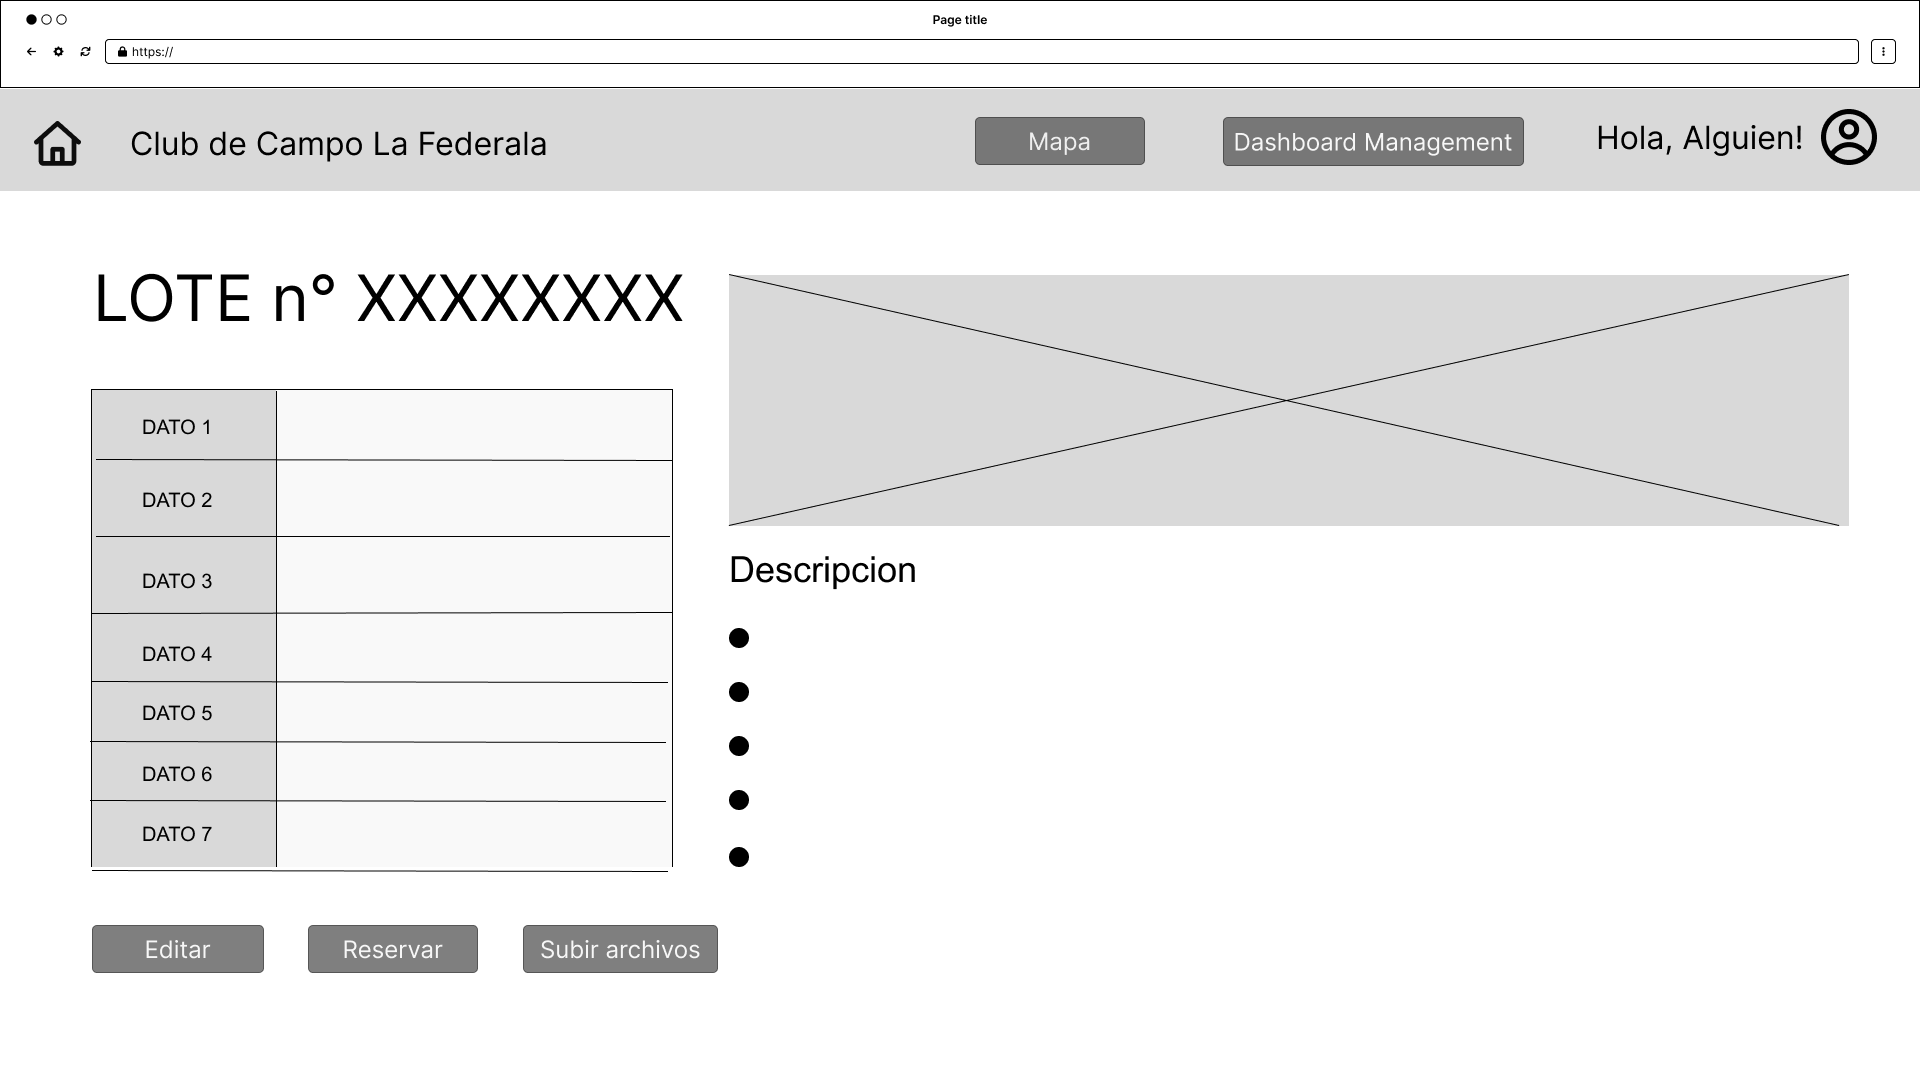 Page title
https://
Club de Campo La Federala
Mapa
Dashboard Management
Hola, Alguien!
LOTE n° XXXXXXXX
DATO 1
DATO 2
DATO 3
DATO 4
DATO 5
DATO 6
DATO 7
Descripcion
Editar
Reservar
Subir archivos